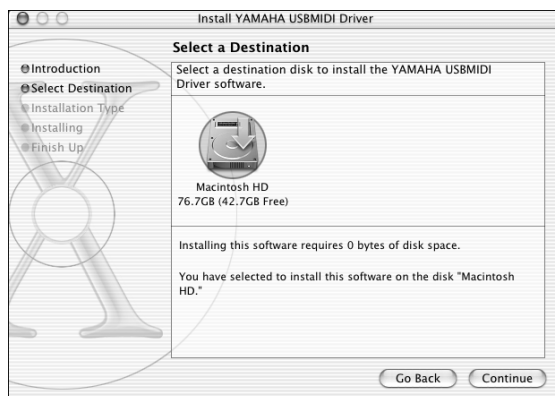 Install YAMAHA USBMIDI Driver
Select a Destination
Introduction
Select Destination
Installation Type
Installing
Finish Up
Select a destination disk to install the YAMAHA USBMIDI
Driver software.
Macintosh HD
76.7GB (42.7GB Free)
Installing this software requires 0 bytes of disk space.
You have selected to install this software on the disk "Macintosh
HD."
Go Back
Continue